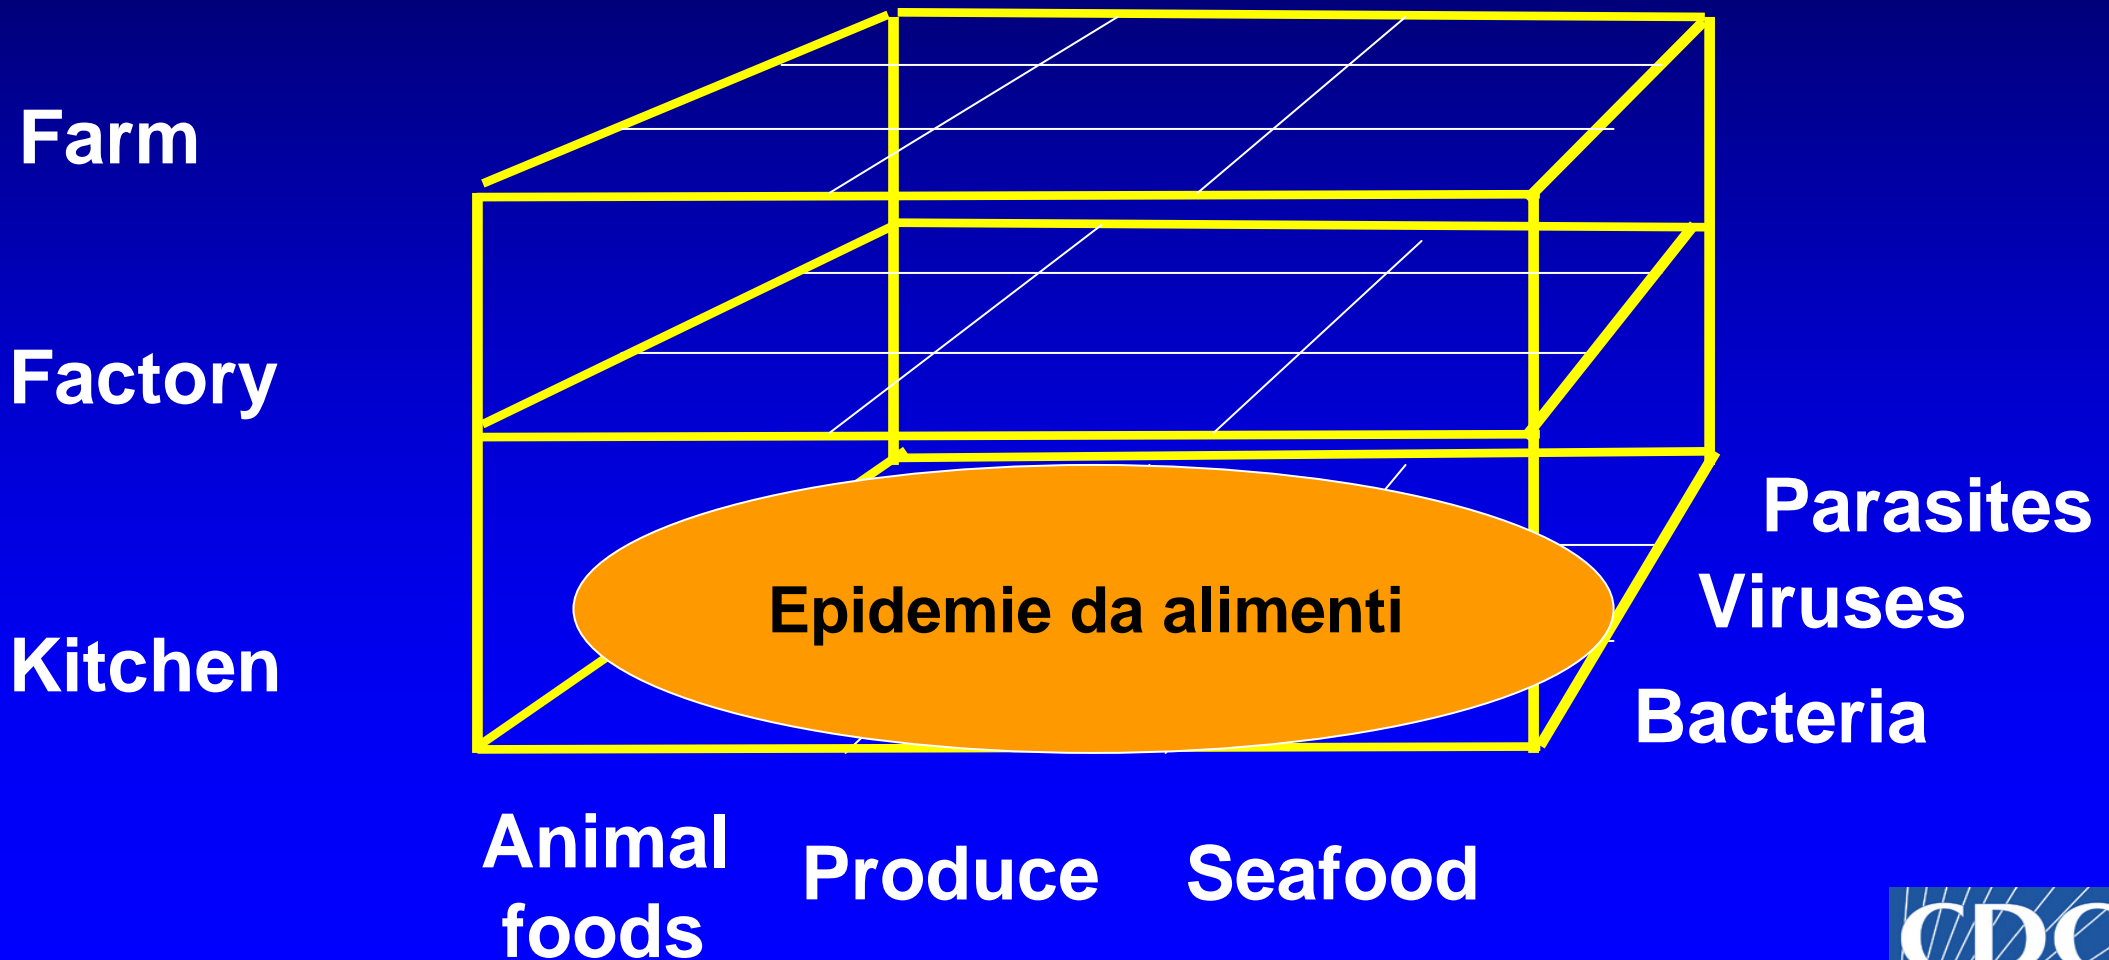 Farm
Factory
Parasites
Viruses
Epidemie da alimenti
Kitchen
Bacteria
Animal
foods
Produce
Seafood
CDC